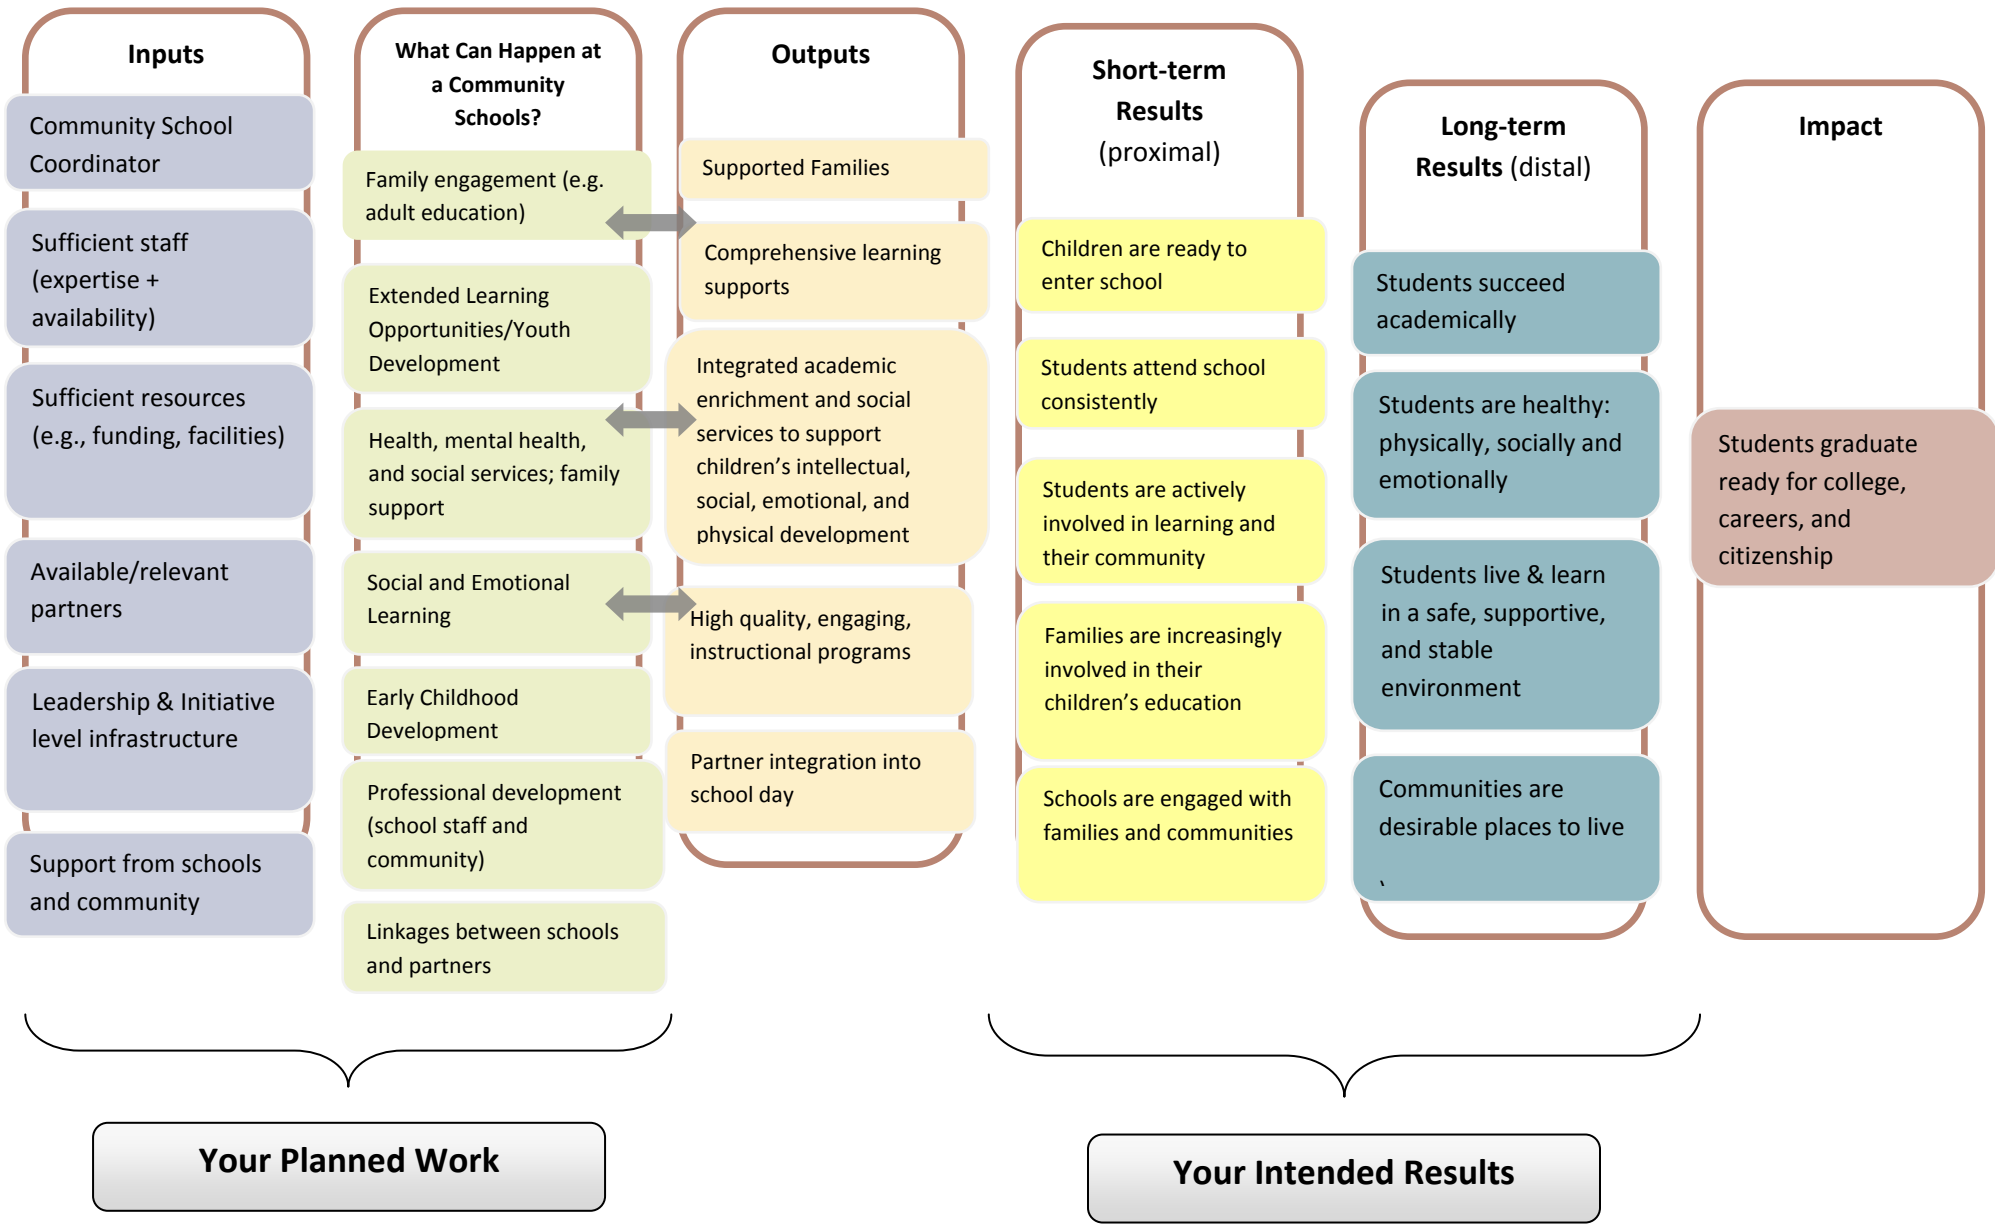 Inputs
Community School
Coordinator
Sufficient staff
(expertise +
availability)
Sufficient resources
(e.g., funding, facilities)
Available/relevant
partners
Leadership & Initiative
level infrastructure
Support from schools
and community
What Can Happen at
a Community
Schools?
Family engagement (e.g.
adult education)
Extended Learning
Opportunities/Youth
Development
Health, mental health,
and social services; family
support
Social and Emotional
Learning
Early Childhood
Development
Professional development
(school staff and
community)
Linkages between schools
and partners
Outputs
Supported Families
Comprehensive learning
supports
Integrated academic
enrichment and social
services to support
children’s intellectual,
social, emotional, and
physical development
High quality, engaging,
instructional programs
Partner integration into
school day
Short-term
Results
(proximal)
Children are ready to
enter school
Students attend school
consistently
Students are actively
involved in learning and
their community
Families are increasingly
involved in their
children’s education
Schools are engaged with
families and communities
Long-term
Results (distal)
Students succeed
academically
Students are healthy:
physically, socially and
emotionally
Students live & learn
in a safe, supportive,
and stable
environment
Communities are
desirable places to live
Impact
Students graduate
ready for college,
careers, and
citizenship
Your Planned Work
Your Intended Results